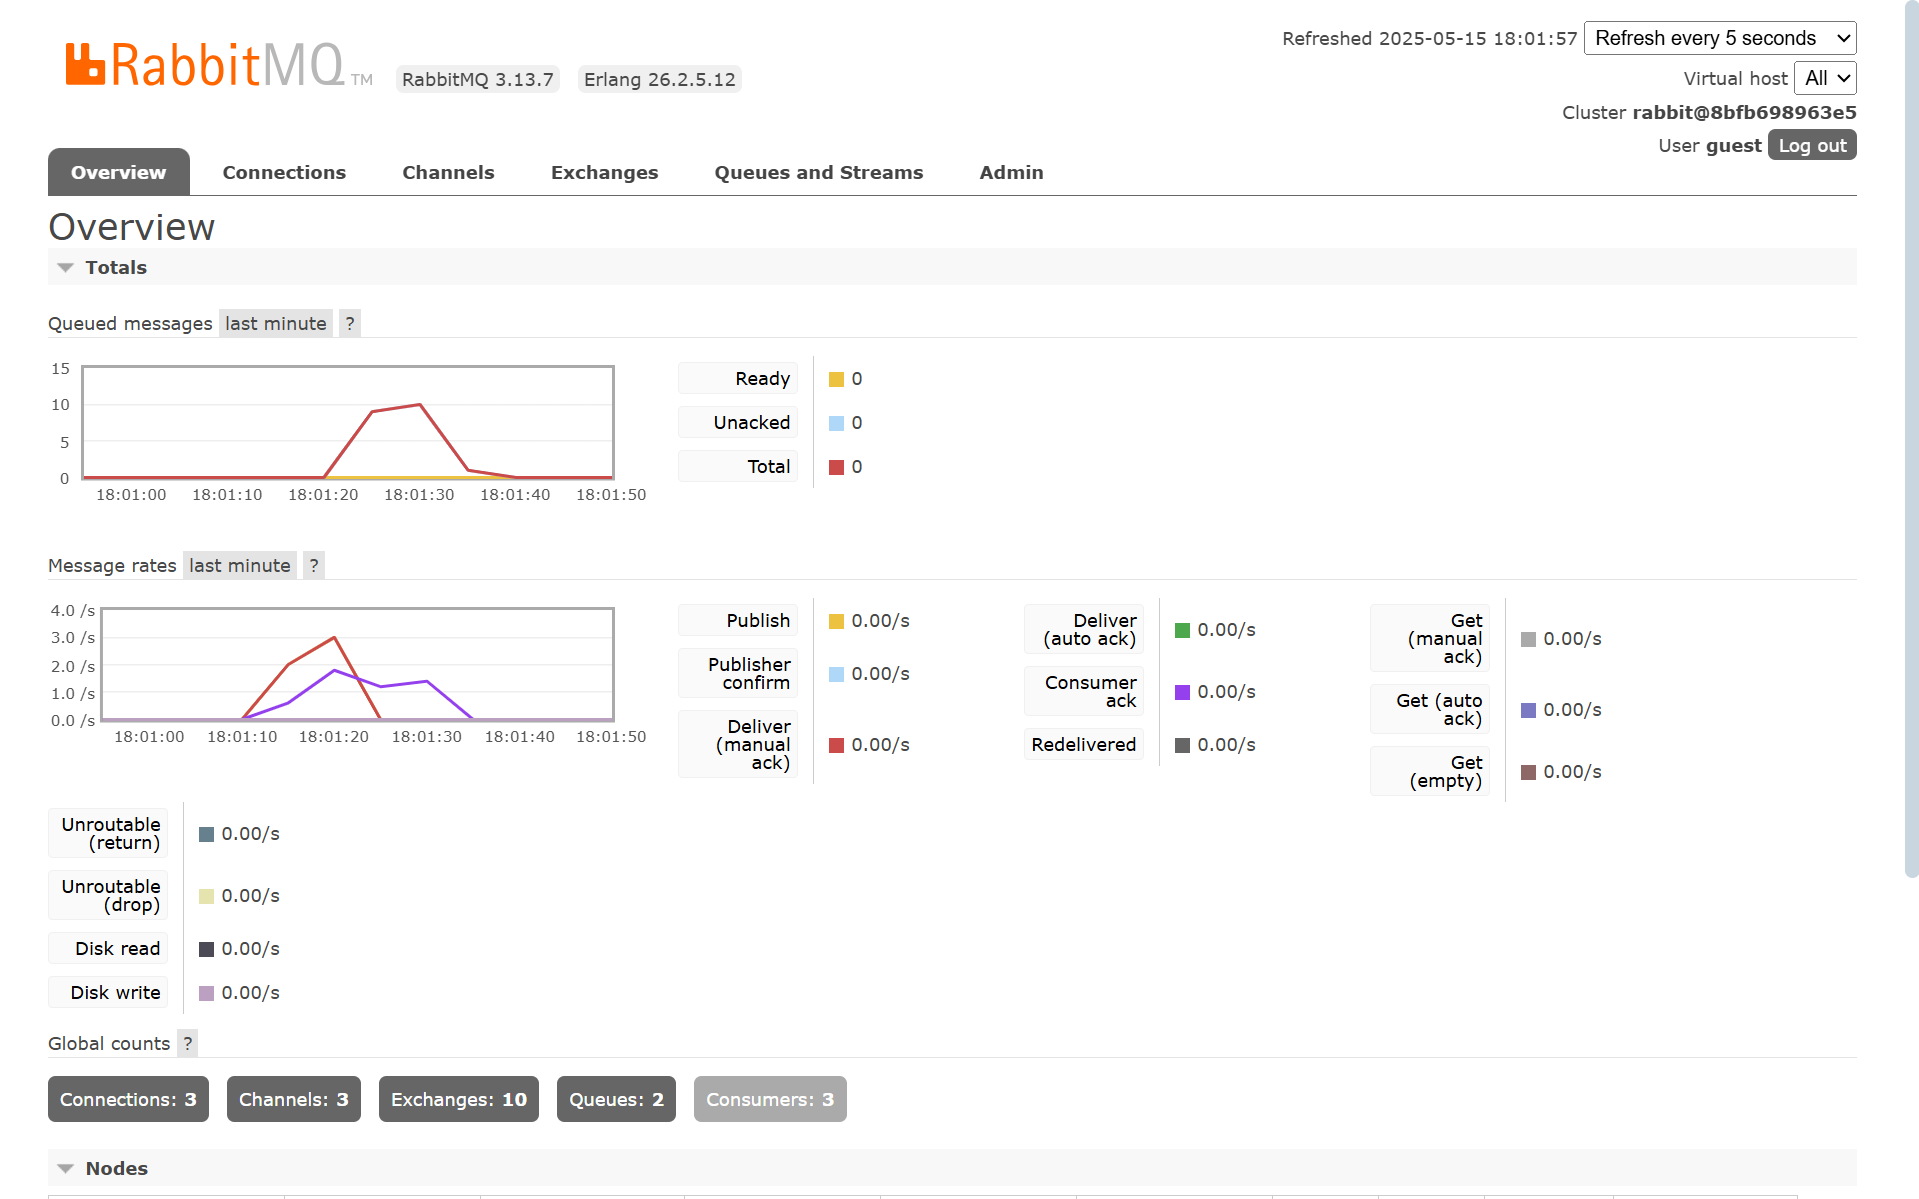 RabbitMQ TM
RabbitMQ 3.13.7 Erlang 26.2.5.12
Refreshed 2025-05-15 18:01:57 Refresh every 5 seconds
Virtual host All
Cluster rabbit@8bfb698963e5
User guest Log out
Overview Connections Channels Exchanges Queues and Streams Admin
Overview
Totals
Queued messages last minute ?
15
10
5
0
18:01:00 18:01:10 18:01:20 18:01:30 18:01:40 18:01:50
Ready 0
Unacked 0
Total 0
Message rates last minute ?
4.0 /s
3.0 /s
2.0 /s
1.0 /s
0.0 /s
18:01:00 18:01:10 18:01:20 18:01:30 18:01:40 18:01:50
Publish 0.00/s
Publisher
confirm 0.00/s
Deliver
(manual
ack) 0.00/s
Deliver
(auto ack) 0.00/s
Consumer
ack 0.00/s
Redelivered 0.00/s
Get
(manual
ack) 0.00/s
Get (auto
ack) 0.00/s
Get
(empty) 0.00/s
Unroutable
(return) 0.00/s
Unroutable
(drop) 0.00/s
Disk read 0.00/s
Disk write 0.00/s
Global counts ?
Connections: 3 Channels: 3 Exchanges: 10 Queues: 2 Consumers: 3
Nodes